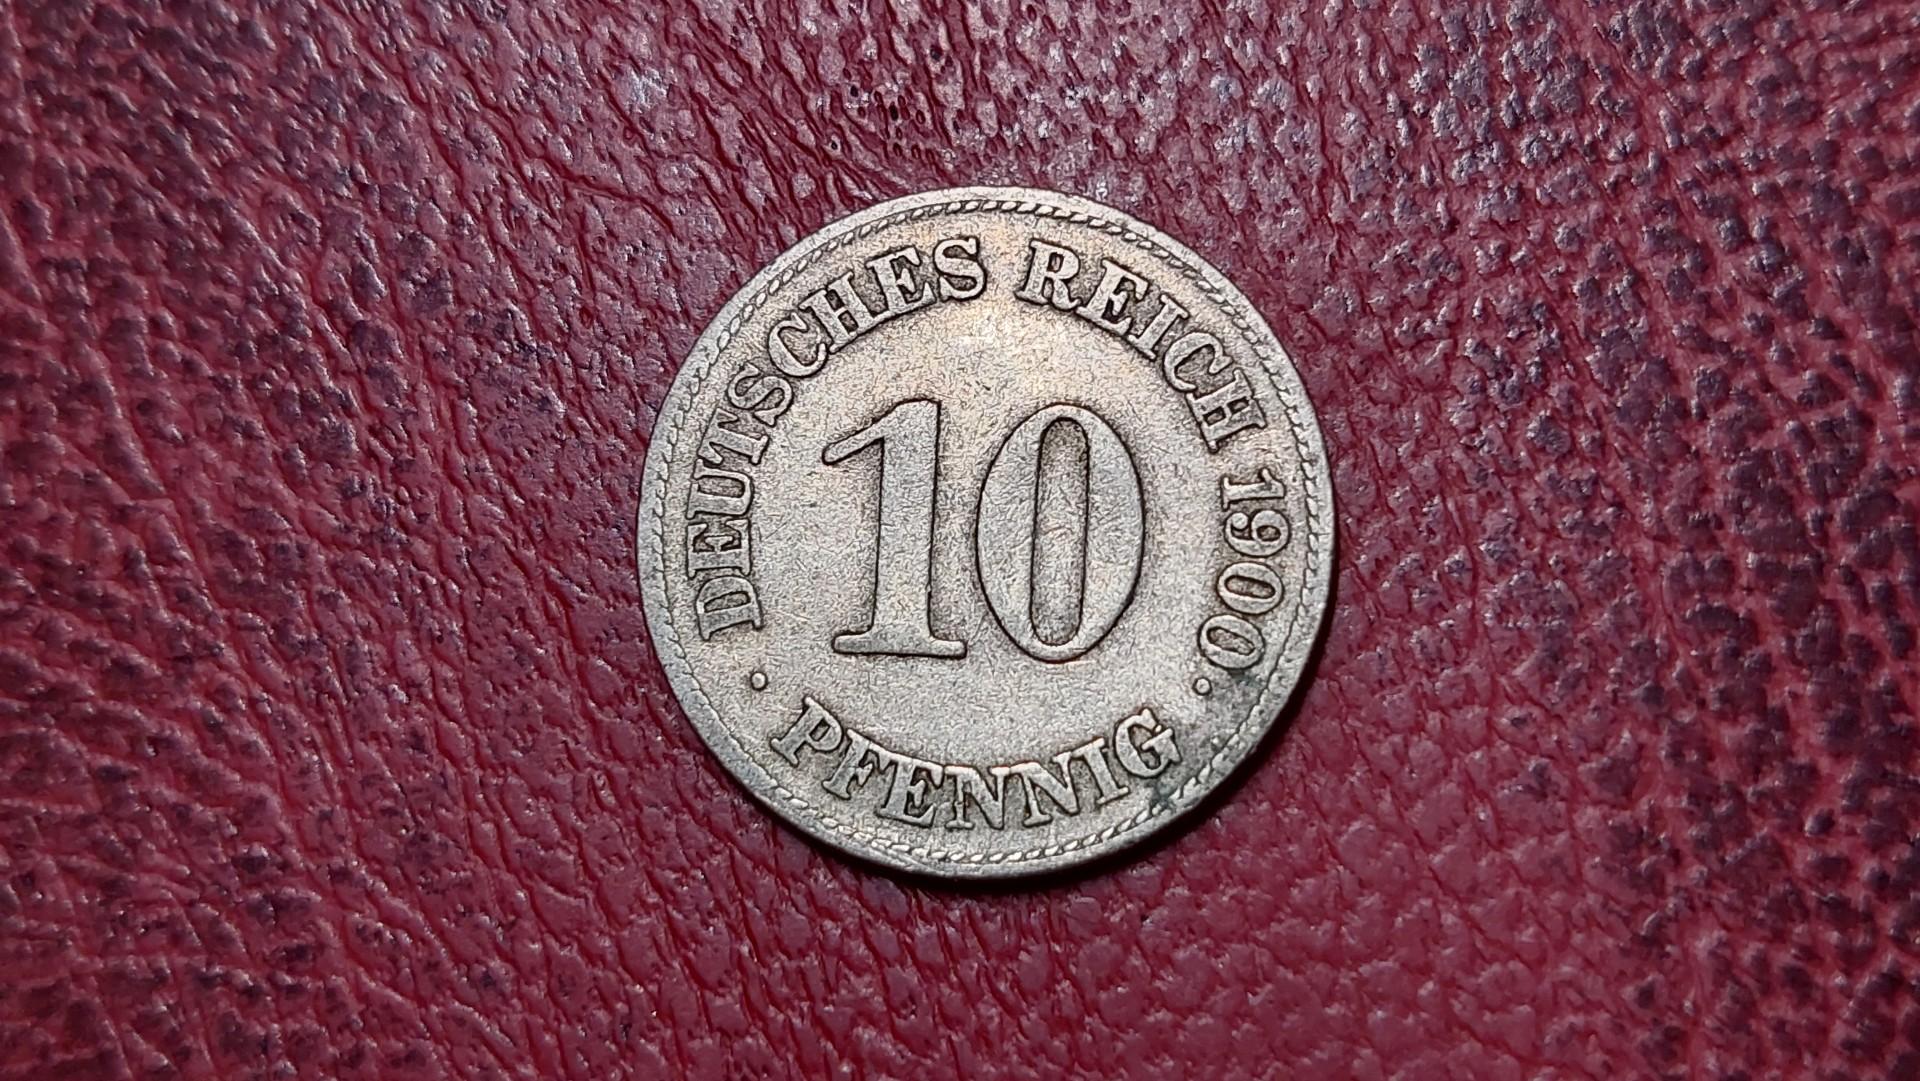 DEUTSCHES REICH 1900.
10
· PFENNIG